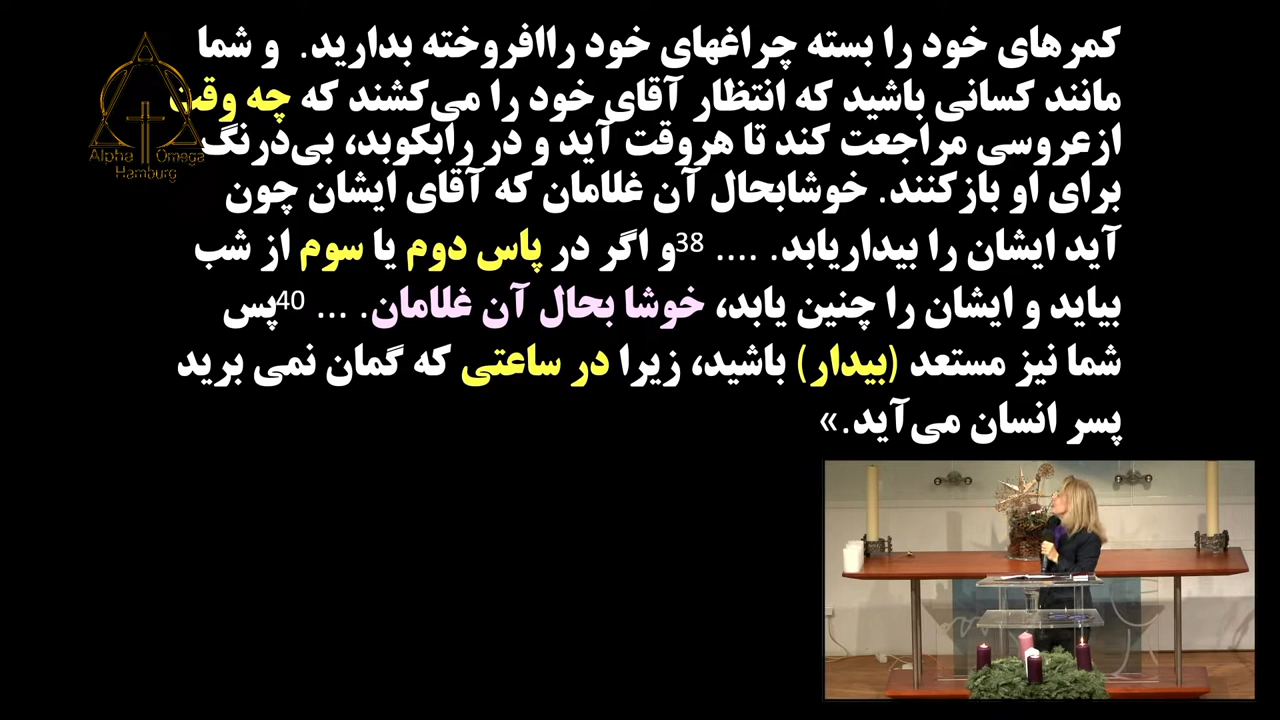 کمرهای خود را بسته چراغهای خود راافروخته بدارید. و شما
مانند کسانی باشید که انتظار آقای خود را می‌کشند که چه وقت
ازعروسی مراجعت کند تا هروقت آید و در رابکوبد، بی‌درنگ
برای او بازکنند. خوشابحال آن غلامان که آقای ایشان چون
آید ایشان را بیداریابد. .... 38و اگر در پاس دوم یا سوم از شب
بیاید و ایشان را چنین یابد، خوشا بحال آن غلامان. ... 40پس
شما نیز مستعد (بیدار) باشید، زیرا در ساعتی که گمان نمی برید
پسر انسان می‌آید.»
Alpha Omega
Hamburg